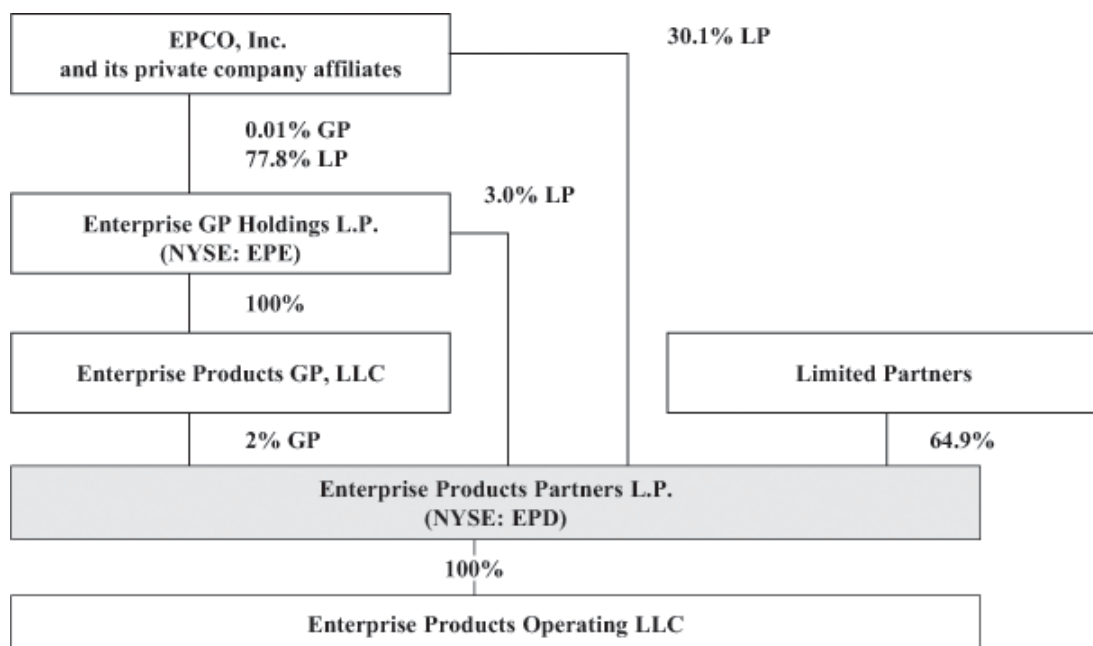 EPCO, Inc.
and its private company affiliates
30.1% LP
0.01% GP
77.8% LP
3.0% LP
Enterprise GP Holdings L.P.
(NYSE: EPE)
100%
Enterprise Products GP, LLC
Limited Partners
2% GP
64.9%
Enterprise Products Partners L.P.
(NYSE: EPD)
100%
Enterprise Products Operating LLC